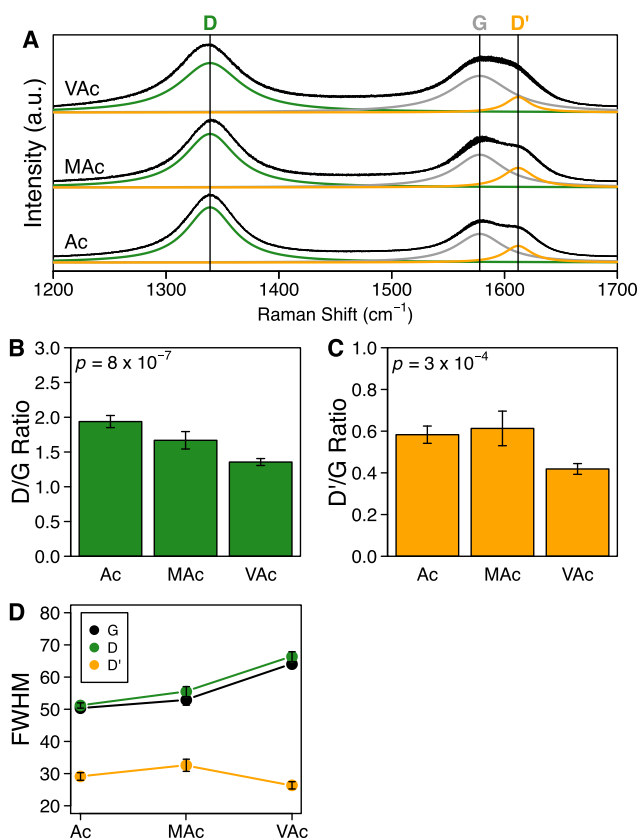 D G D'
A
VAc
MAc
Ac
Intensity (a.u.)
1200 1300 1400 1500 1600 1700
Raman Shift (cm⁻¹)
B
p = 8 x 10⁻⁷
3.0
2.5
2.0
1.5
1.0
0.5
0.0
D/G Ratio
Ac MAc VAc
C
p = 3 x 10⁻⁴
1.0
0.8
0.6
0.4
0.2
0.0
D'/G Ratio
Ac MAc VAc
D
80
70
60
50
40
30
20
FWHM
G
D
D'
Ac MAc VAc